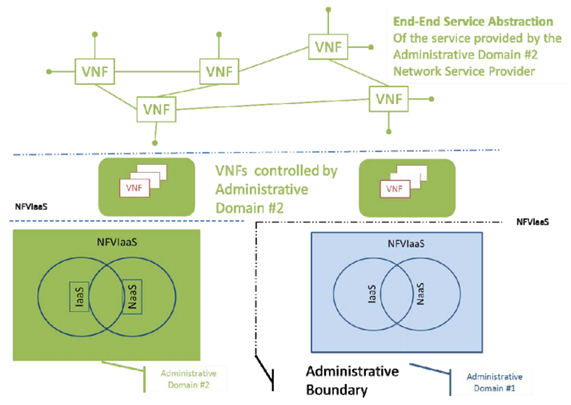 End-End Service Abstraction
Of the service provided by the
Administrative Domain #2
Network Service Provider
VNF
VNF
VNF
VNF
VNF
VNFs controlled by
Administrative
Domain #2
VNF
VNF
NFVIaaS
NFVIaaS
NFVIaaS
IaaS
NaaS
NFVIaaS
IaaS
NaaS
Administrative
Domain #2
Administrative
Boundary
Administrative
Domain #1